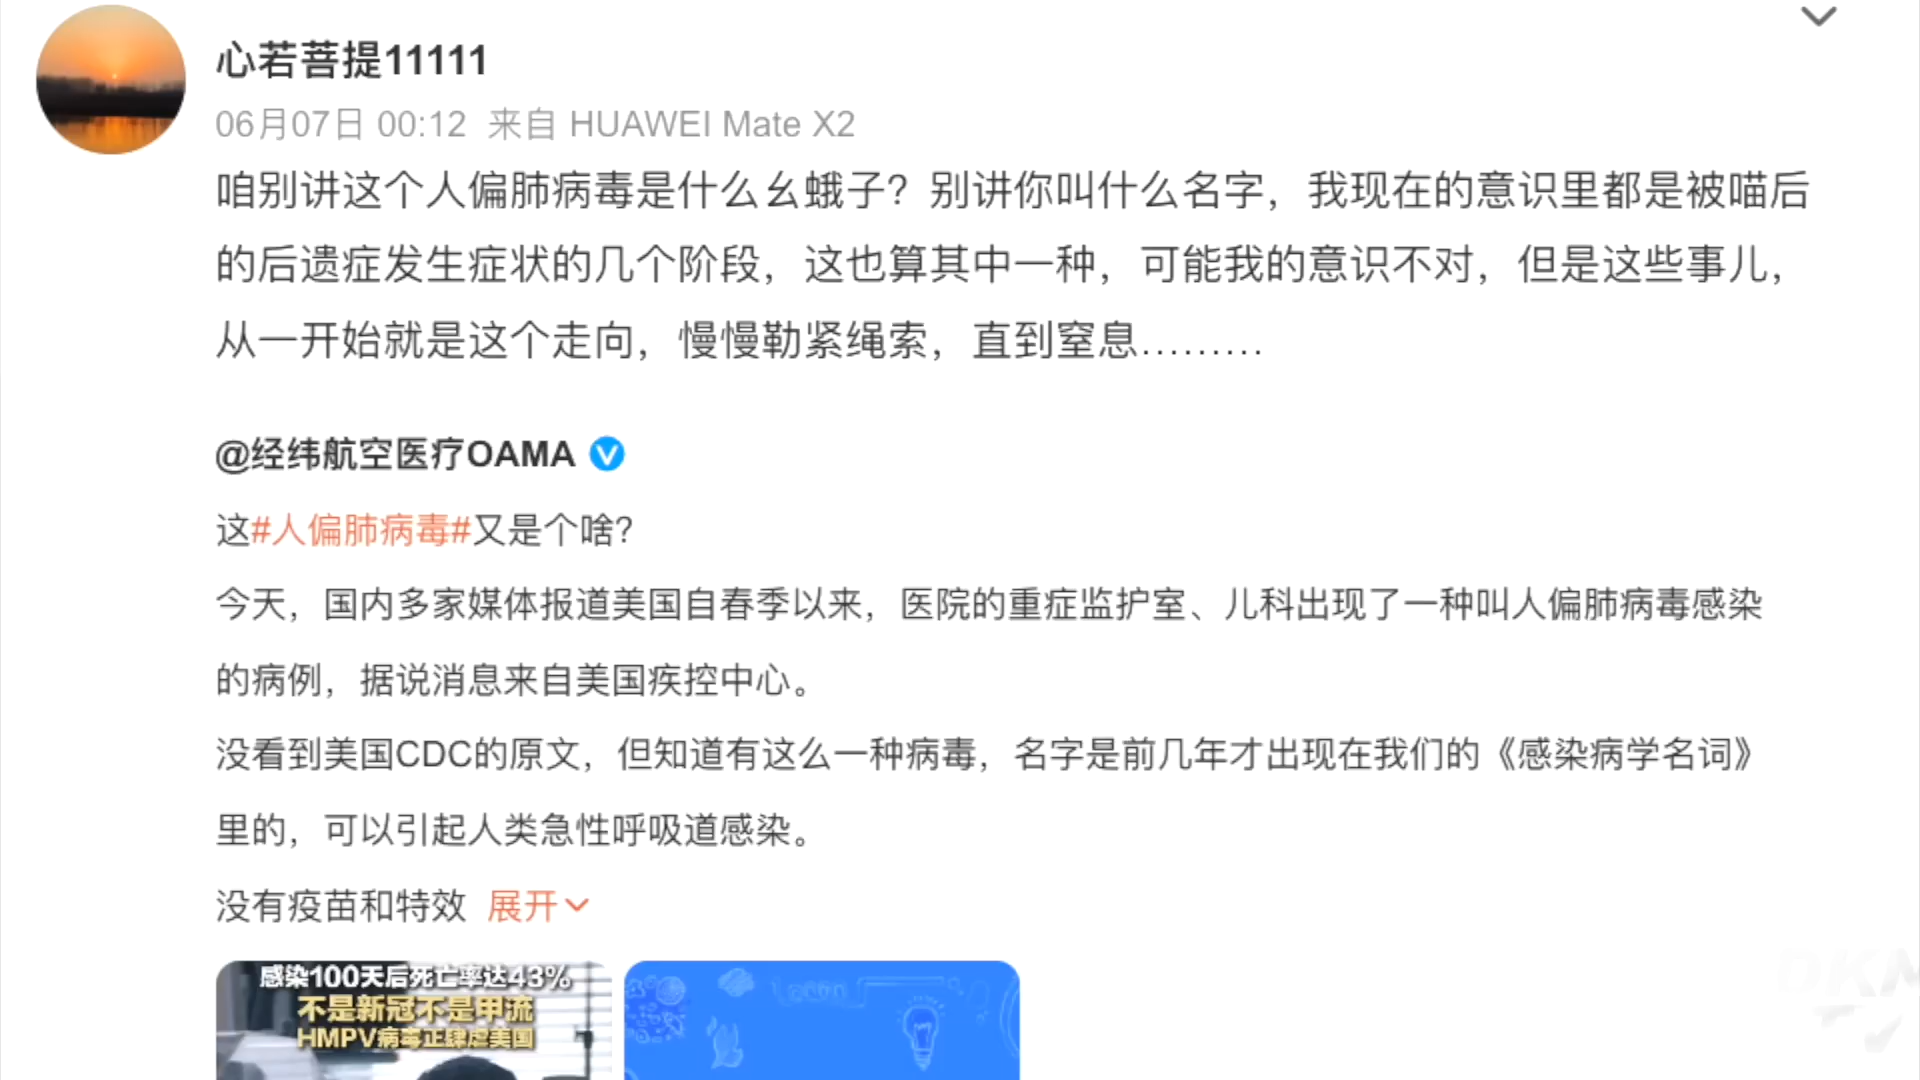 心若菩提11111
06月07日 00:12 来自 HUAWEI Mate X2
咱别讲这个人偏肺病毒是什么幺蛾子？别讲你叫什么名字，我现在的意识里都是被喵后
的后遗症发生症状的几个阶段，这也算其中一种，可能我的意识不对，但是这些事儿，
从一开始就是这个走向，慢慢勒紧绳索，直到窒息.........
@经纬航空医疗OAMA
这#人偏肺病毒#又是个啥？
今天，国内多家媒体报道美国自春季以来，医院的重症监护室、儿科出现了一种叫人偏肺病毒感染
的病例，据说消息来自美国疾控中心。
没看到美国CDC的原文，但知道有这么一种病毒，名字是前几年才出现在我们的《感染病学名词》
里的，可以引起人类急性呼吸道感染。
没有疫苗和特效 展开
感染100天后死亡率达43%
不是新冠不是甲流
HMPV病毒正肆虐美国